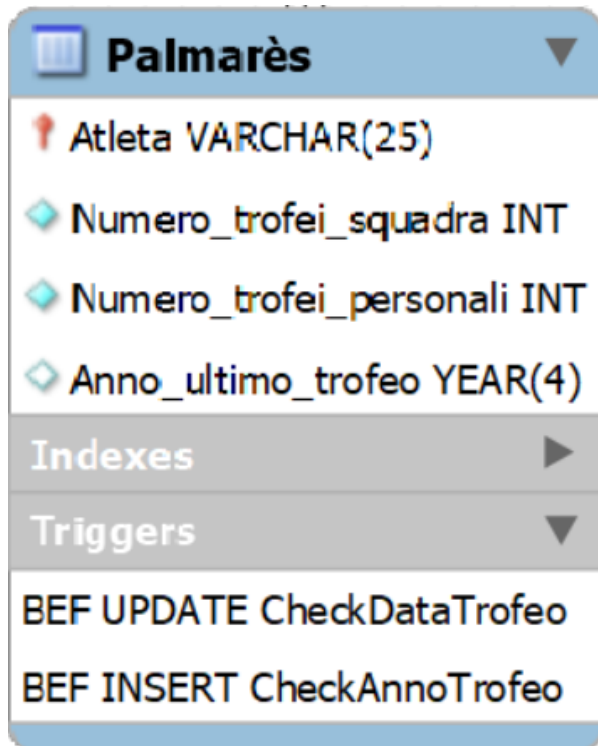 Palmarès
Atleta VARCHAR(25)
Numero_trofei_squadra INT
Numero_trofei_personali INT
Anno_ultimo_trofeo YEAR(4)
Indexes
Triggers
BEF UPDATE CheckDataTrofeo
BEF INSERT CheckAnnoTrofeo